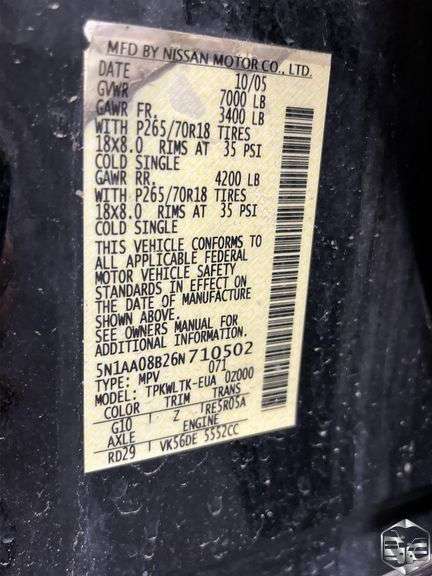 MFD BY NISSAN MOTOR CO., LTD.
DATE 10/05
GVWR 7000 LB
GAWR FR. 3400 LB
WITH P265/70R18 TIRES
18X8.0 RIMS AT 35 PSI
COLD SINGLE
GAWR RR. 4200 LB
WITH P265/70R18 TIRES
18X8.0 RIMS AT 35 PSI
COLD SINGLE
THIS VEHICLE CONFORMS TO
ALL APPLICABLE FEDERAL
MOTOR VEHICLE SAFETY
STANDARDS IN EFFECT ON
THE DATE OF MANUFACTURE
SHOWN ABOVE.
SEE OWNERS MANUAL FOR
ADDITIONAL INFORMATION.
5N1AA08B26N710502
TYPE: MPV 071
MODEL: TPKWLTK-EUA 0Z000
COLOR TRIM TRANS
G10 Z RE5R05A
AXLE ENGINE
RD29 VK56DE 5552CC